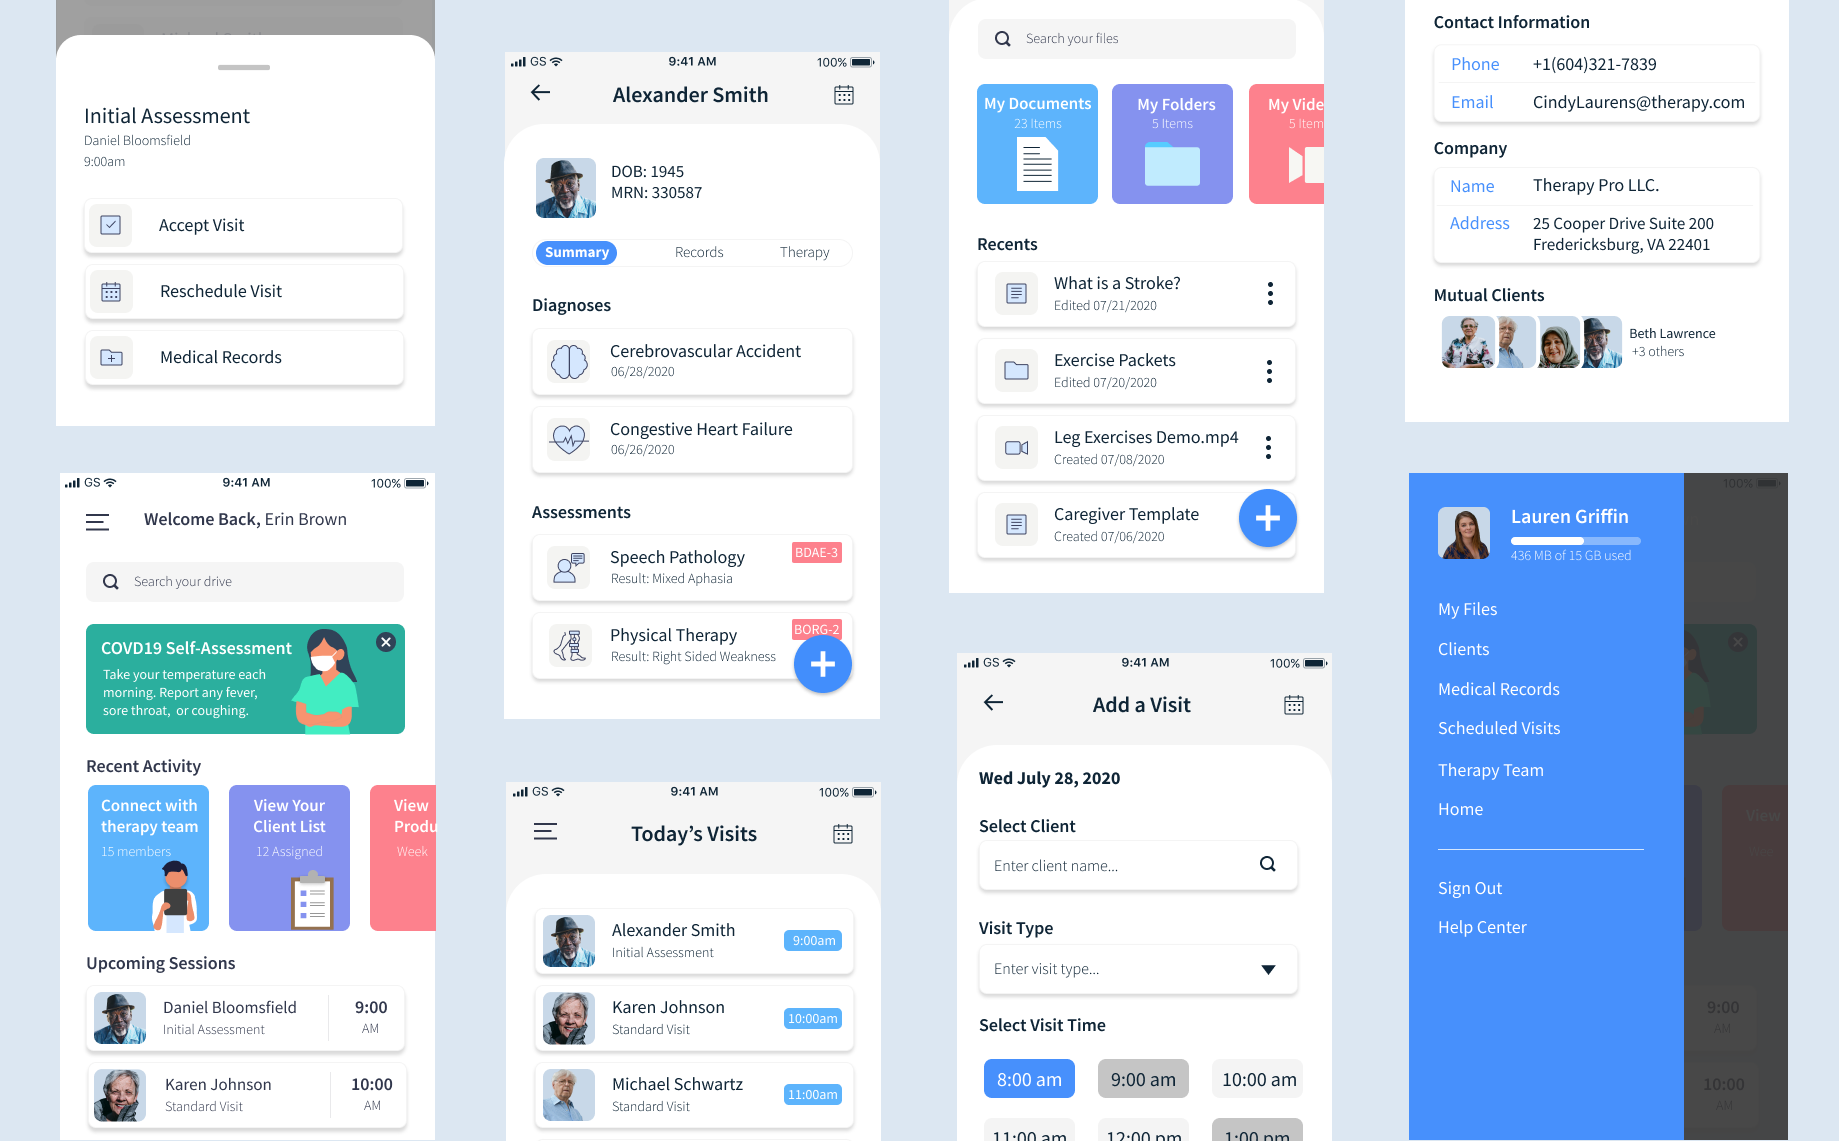 Initial Assessment
Daniel Bloomsfield
9:00am
Accept Visit
Reschedule Visit
Medical Records
GS 9:41 AM 100%
Welcome Back, Erin Brown
Search your drive
COVD19 Self-Assessment
Take your temperature each
morning. Report any fever,
sore throat, or coughing.
Recent Activity
Connect with
therapy team
15 members
View Your
Client List
12 Assigned
View
Produ
Week
Upcoming Sessions
Daniel Bloomsfield
Initial Assessment
9:00
AM
Karen Johnson
Standard Visit
10:00
AM
GS 9:41 AM 100%
Alexander Smith
DOB: 1945
MRN: 330587
Summary Records Therapy
Diagnoses
Cerebrovascular Accident
06/28/2020
Congestive Heart Failure
06/26/2020
Assessments
Speech Pathology
Result: Mixed Aphasia
BDAE-3
Physical Therapy
Result: Right Sided Weakness
BORG-2
GS 9:41 AM 100%
Today's Visits
Alexander Smith
Initial Assessment
9:00am
Karen Johnson
Standard Visit
10:00am
Michael Schwartz
Standard Visit
11:00am
Search your files
My Documents
23 Items
My Folders
5 Items
My Vide
5 Item
Recents
What is a Stroke?
Edited 07/21/2020
Exercise Packets
Edited 07/20/2020
Leg Exercises Demo.mp4
Created 07/08/2020
Caregiver Template
Created 07/06/2020
GS 9:41 AM 100%
Add a Visit
Wed July 28, 2020
Select Client
Enter client name...
Visit Type
Enter visit type...
Select Visit Time
8:00 am 9:00 am 10:00 am
11:00 am 12:00 pm 1:00 pm
Contact Information
Phone +1(604)321-7839
Email CindyLaurens@therapy.com
Company
Name Therapy Pro LLC.
Address 25 Cooper Drive Suite 200
Fredericksburg, VA 22401
Mutual Clients
Beth Lawrence
+3 others
100%
Lauren Griffin
436 MB of 15 GB used
My Files
Clients
Medical Records
Scheduled Visits
Therapy Team
Home
Sign Out
Help Center
View
9:00
AM
10:00
AM